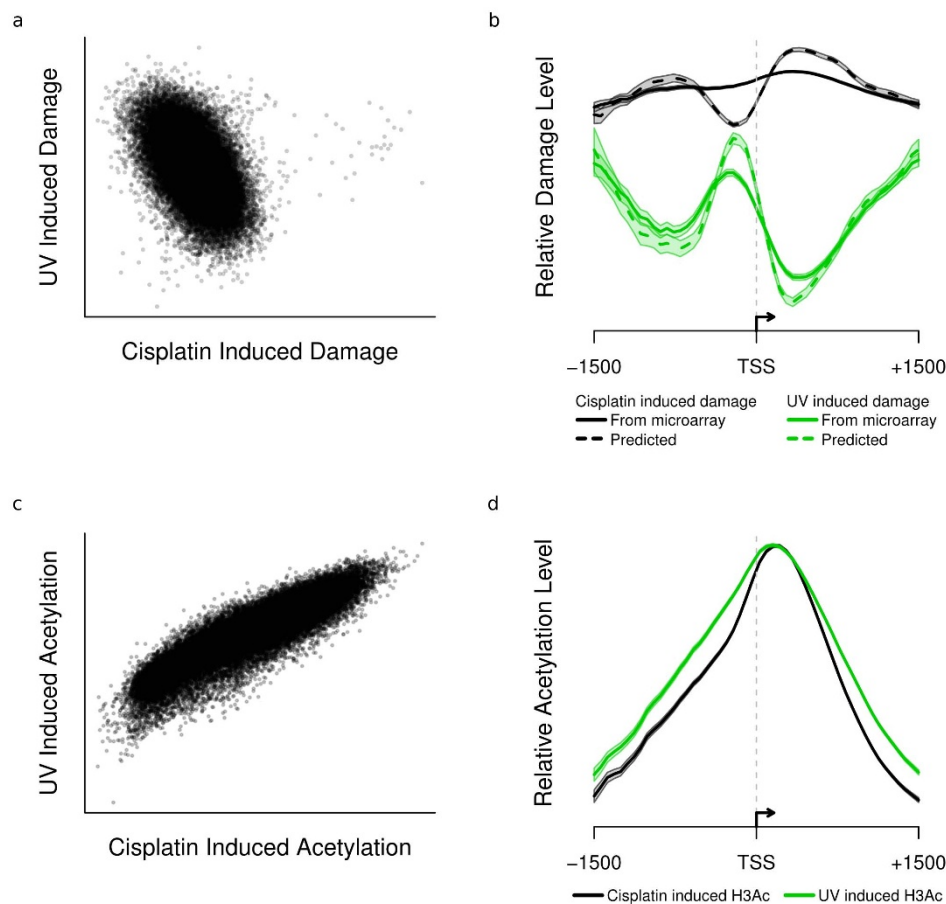 a
UV Induced Damage
Cisplatin Induced Damage
b
Relative Damage Level
−1500 TSS +1500
Cisplatin induced damage UV induced damage
From microarray From microarray
Predicted Predicted
c
UV Induced Acetylation
Cisplatin Induced Acetylation
d
Relative Acetylation Level
−1500 TSS +1500
Cisplatin induced H3Ac UV induced H3Ac